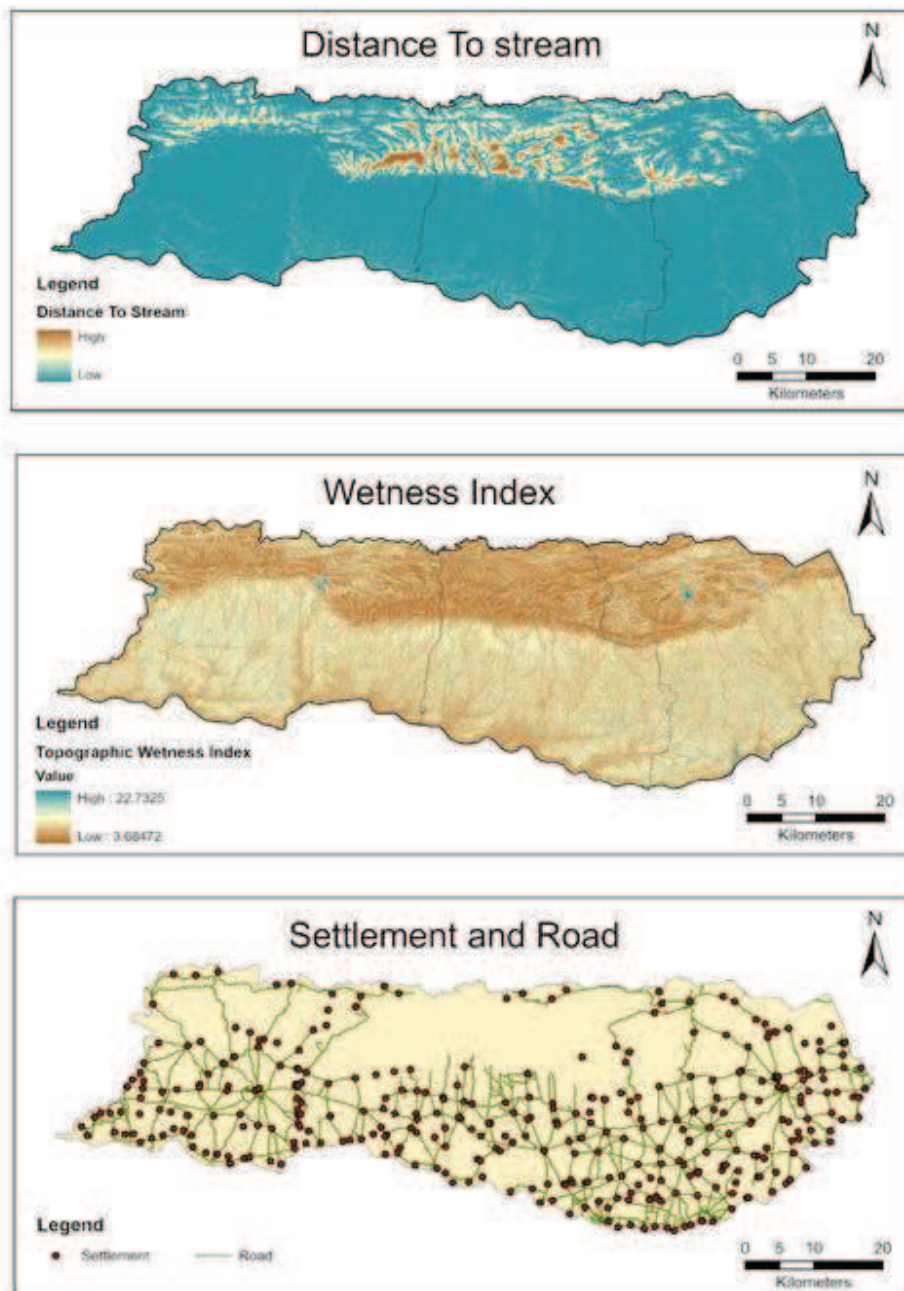 Distance To stream
N
Legend
Distance To Stream
High
Low
0 5 10 20
Kilometers
Wetness Index
N
Legend
Topographic Wetness Index
Value
High : 22.7325
Low : 3.68472
0 5 10 20
Kilometers
Settlement and Road
N
Legend
Settlement
Road
0 5 10 20
Kilometers